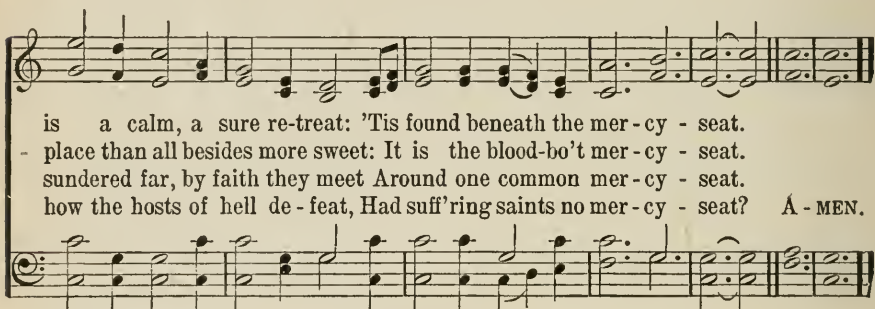 is a calm, a sure re-treat: 'Tis found beneath the mer-cy - seat.
- place than all besides more sweet: It is the blood-bo't mer-cy - seat.
sundered far, by faith they meet Around one common mer-cy - seat.
how the hosts of hell de-feat, Had suff'ring saints no mer-cy - seat? A-MEN.